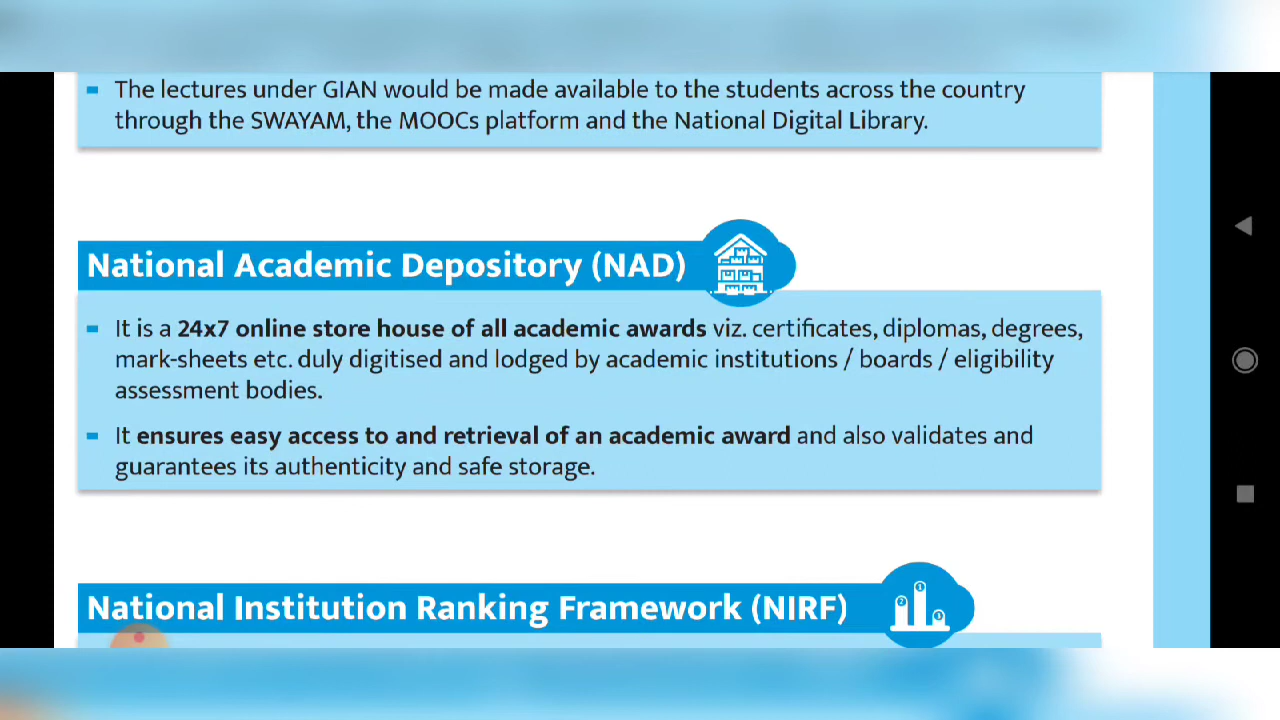 The lectures under GIAN would be made available to the students across the country
through the SWAYAM, the MOOCs platform and the National Digital Library.
National Academic Depository (NAD)
It is a 24x7 online store house of all academic awards viz. certificates, diplomas, degrees,
mark-sheets etc. duly digitised and lodged by academic institutions / boards / eligibility
assessment bodies.
It ensures easy access to and retrieval of an academic award and also validates and
guarantees its authenticity and safe storage.
National Institution Ranking Framework (NIRF)
2 1 3